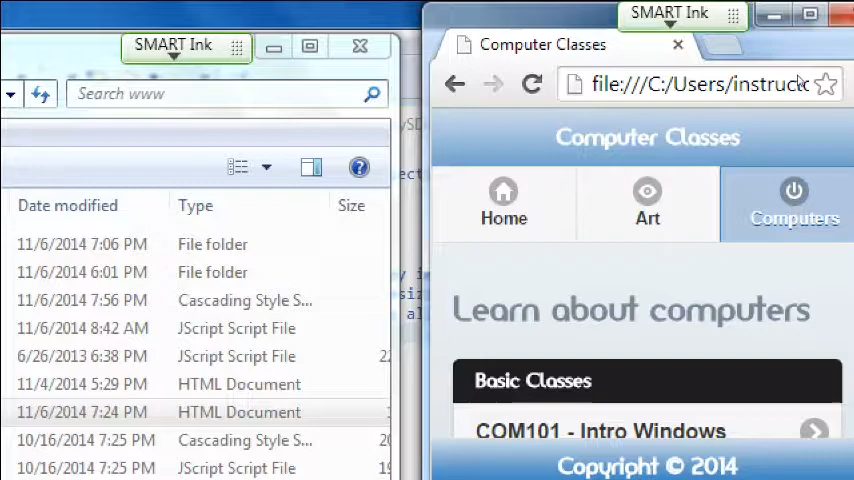 SMART Ink
Search www
Date modified Type Size
11/6/2014 7:06 PM File folder
11/6/2014 6:01 PM File folder
11/6/2014 7:56 PM Cascading Style S...
11/6/2014 8:42 AM JScript Script File
6/26/2013 6:38 PM JScript Script File 22
11/4/2014 5:29 PM HTML Document
11/6/2014 7:24 PM HTML Document
10/16/2014 7:25 PM Cascading Style S... 20
10/16/2014 7:25 PM JScript Script File 19
SMART Ink
Computer Classes
file:///C:/Users/instruc
Computer Classes
Home Art Computers
Learn about computers
Basic Classes
COM101 - Intro Windows
Copyright © 2014